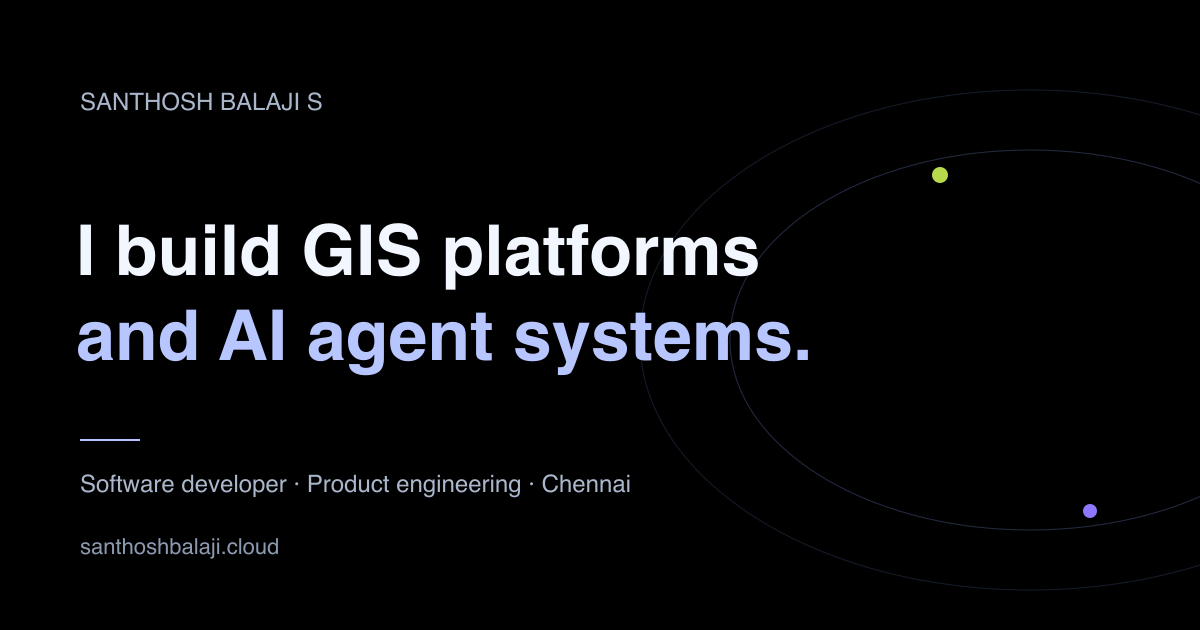 SANTHOSH BALAJI S
I build GIS platforms
and AI agent systems.
Software developer · Product engineering · Chennai
santhoshbalaji.cloud